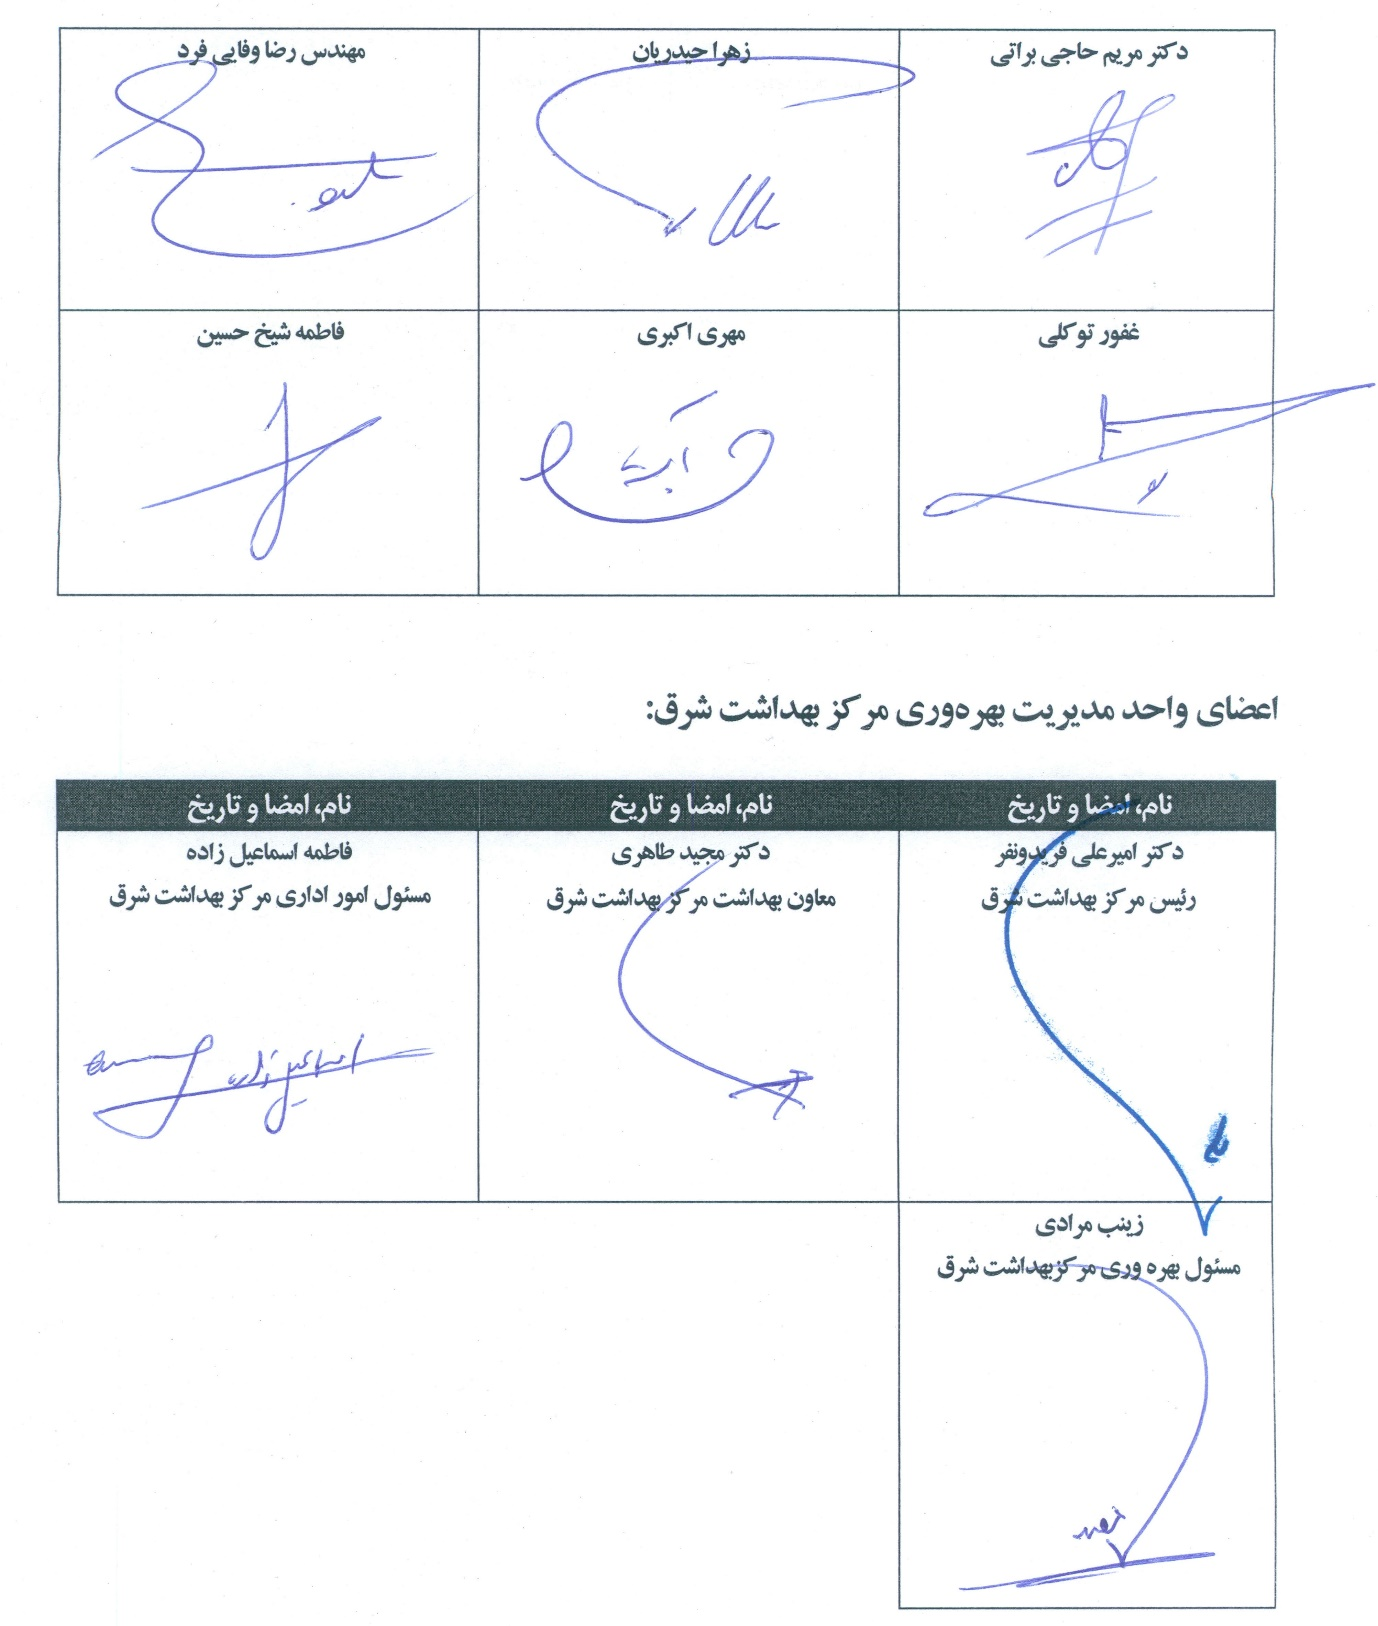 دکتر مریم حاجی براتی
زهرا حیدریان
مهندس رضا وفایی فرد
غفور توکلی
مهری اکبری
فاطمه شیخ حسین
اعضای واحد مدیریت بهره‌وری مرکز بهداشت شرق:
نام، امضا و تاریخ
نام، امضا و تاریخ
نام، امضا و تاریخ
دکتر امیرعلی فریدونفر
رئیس مرکز بهداشت شرق
دکتر مجید طاهری
معاون بهداشت مرکز بهداشت شرق
فاطمه اسماعیل زاده
مسئول امور اداری مرکز بهداشت شرق
اسماعیل زاده
زینب مرادی
مسئول بهره وری مرکزبهداشت شرق